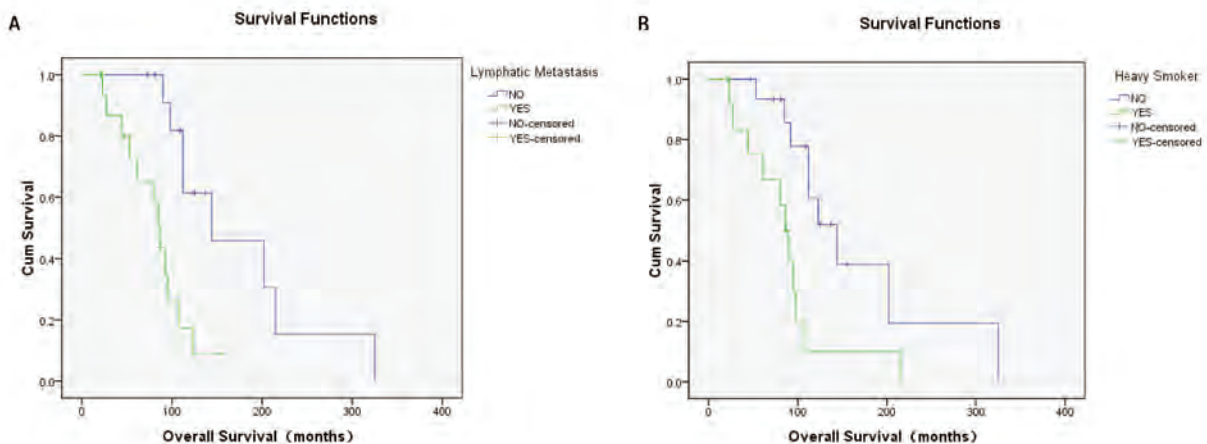 A
Survival Functions
Cum Survival
1.0
0.8
0.6
0.4
0.2
0.0
0
100
200
300
400
Overall Survival（months）
Lymphatic Metastasis
NO
YES
NO-censored
YES-censored
B
Survival Functions
Cum Survival
1.0
0.8
0.6
0.4
0.2
0.0
0
100
200
300
400
Overall Survival（months）
Heavy Smoker
NO
YES
NO-censored
YES-censored